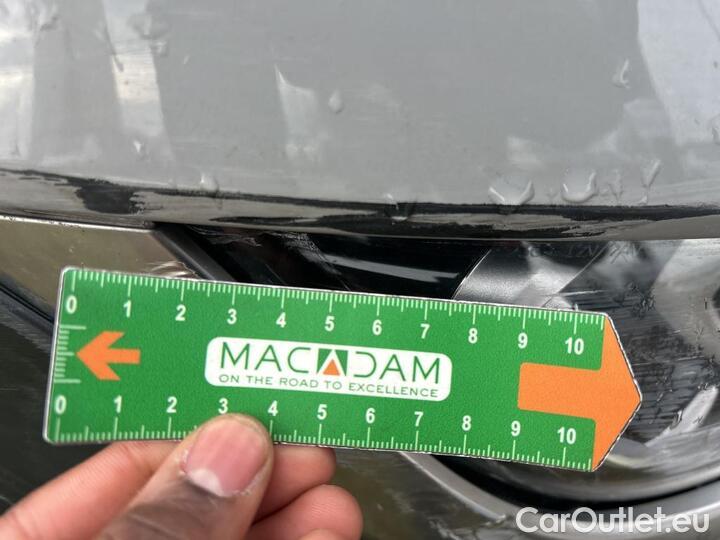 0 1 2 3 4 5 6 7 8 9 10
MACADAM
ON THE ROAD TO EXCELLENCE
0 1 2 3 4 5 6 7 8 9 10
CarOutlet.eu